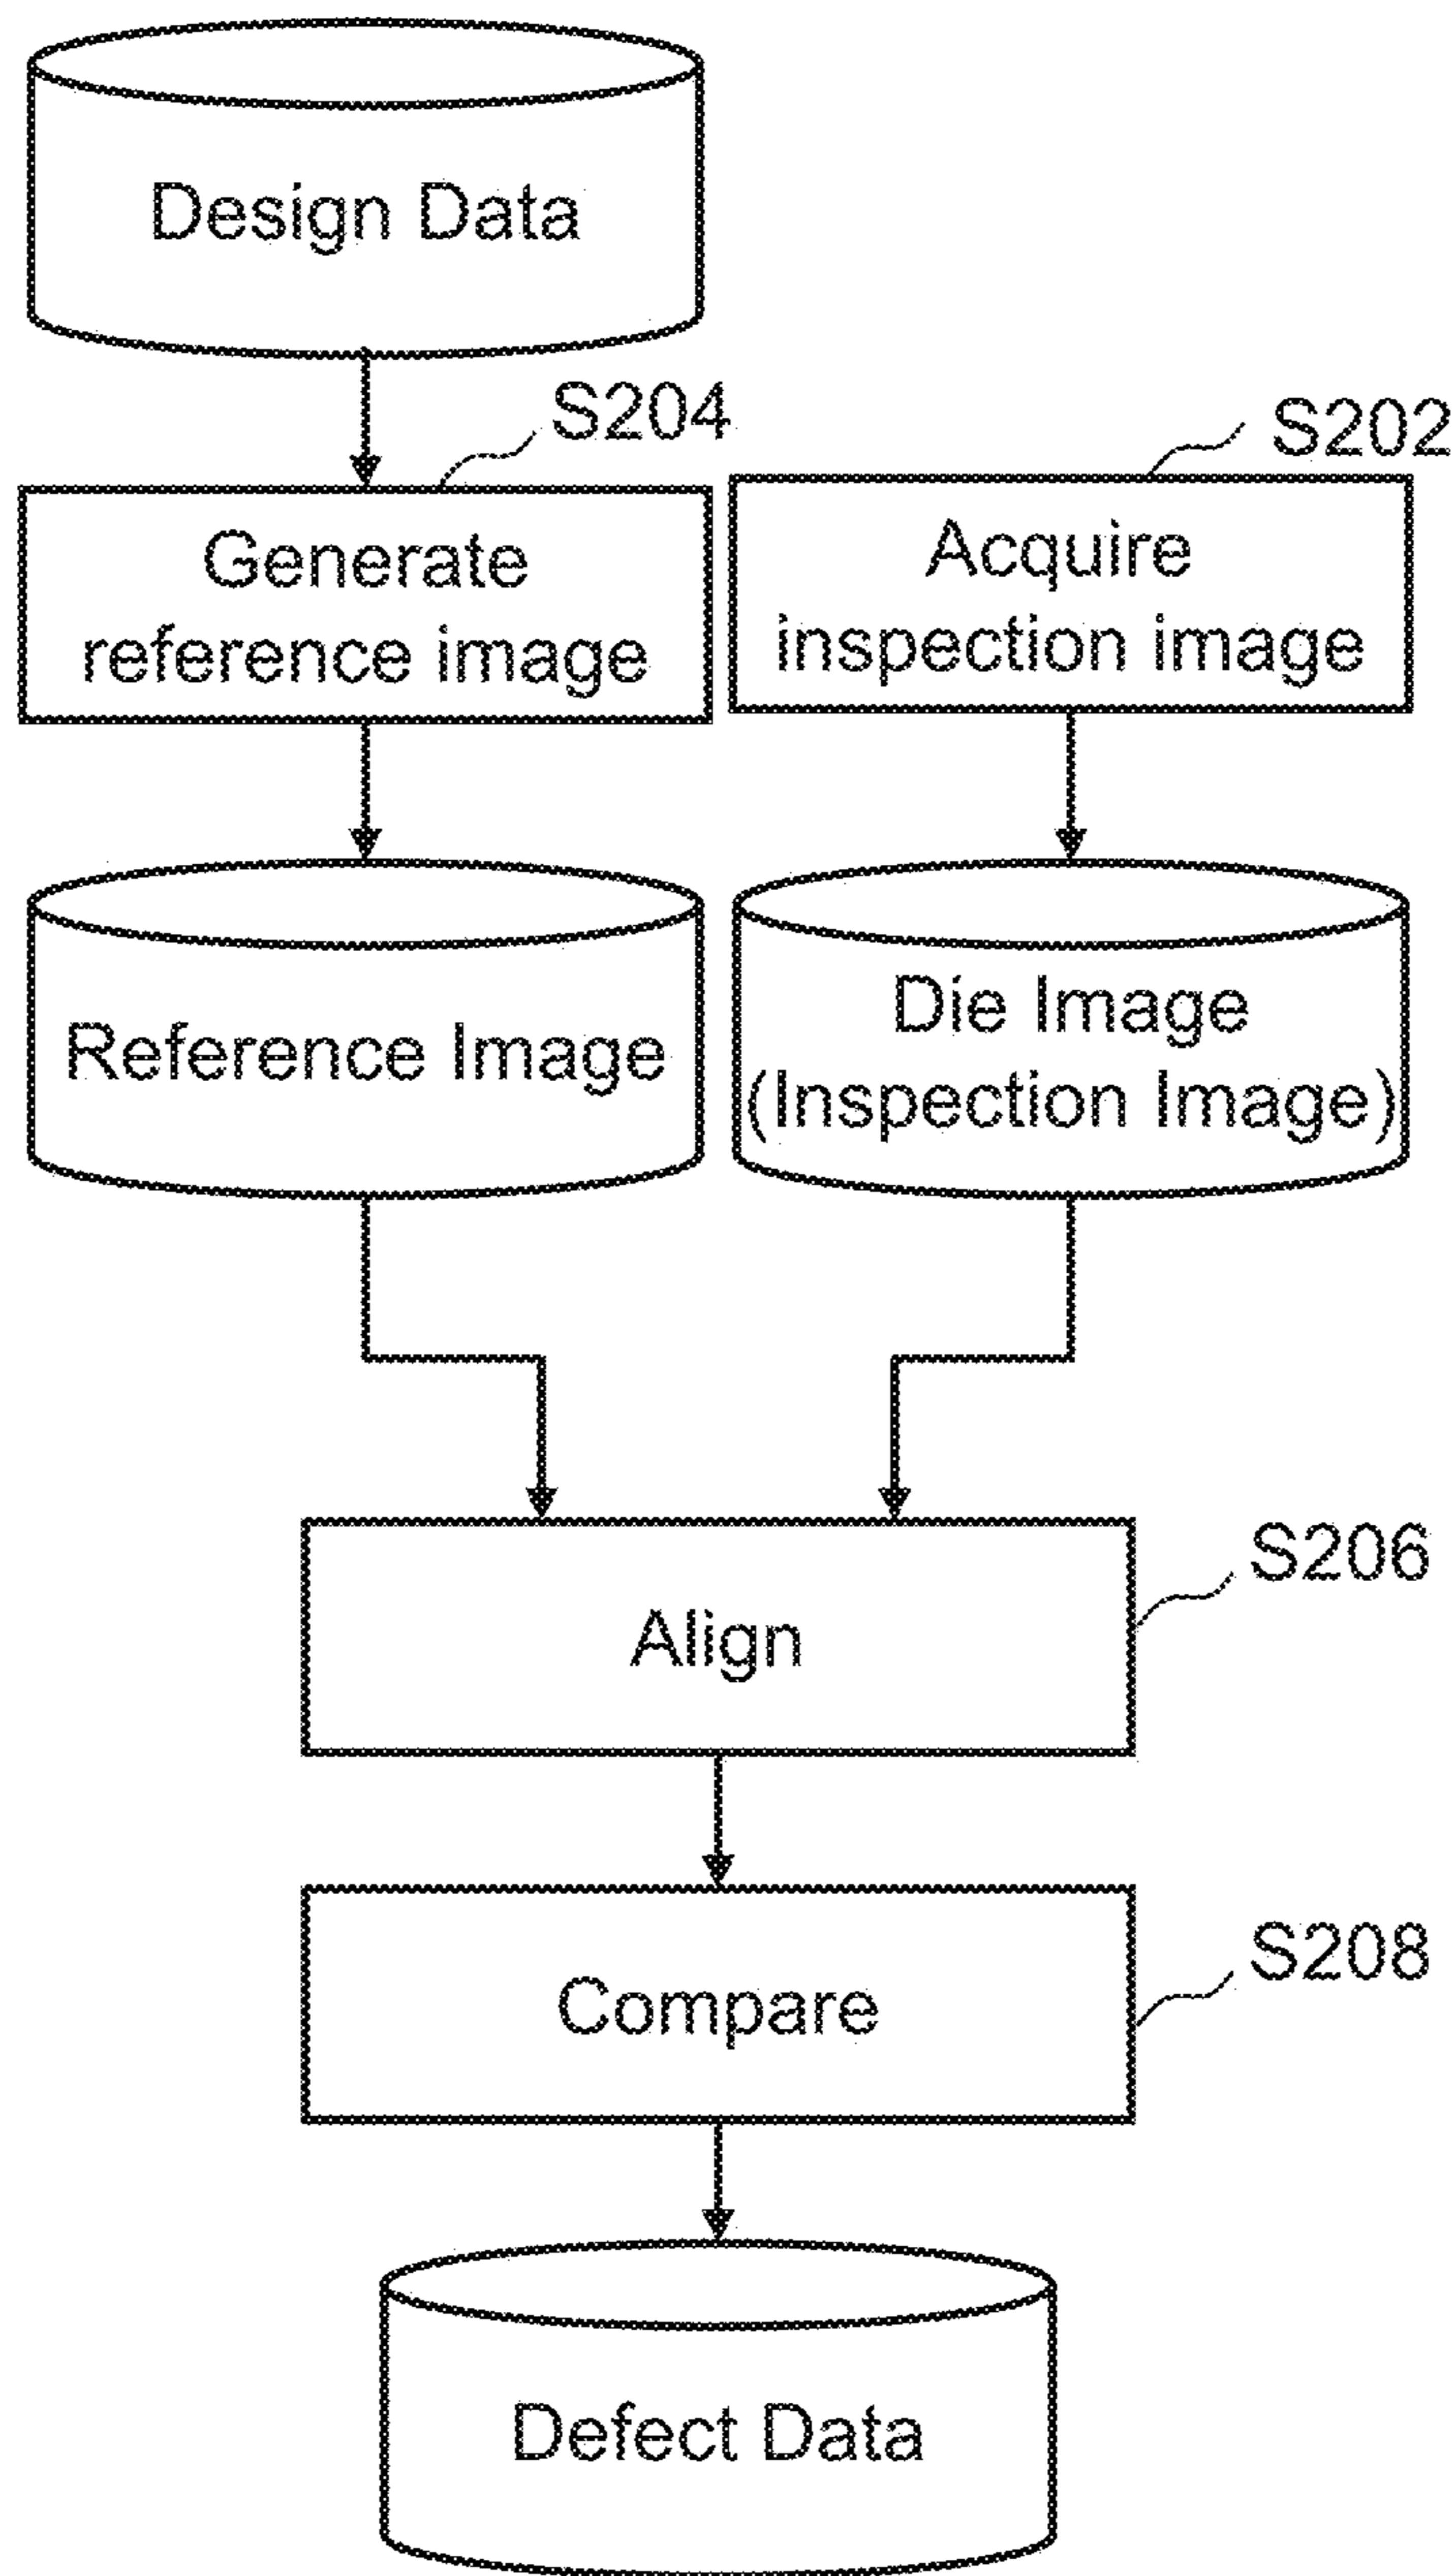 Design Data
S204
S202
Generate
reference image
Acquire
inspection image
Reference Image
Die Image
(Inspection Image)
Align
S206
Compare
S208
Defect Data